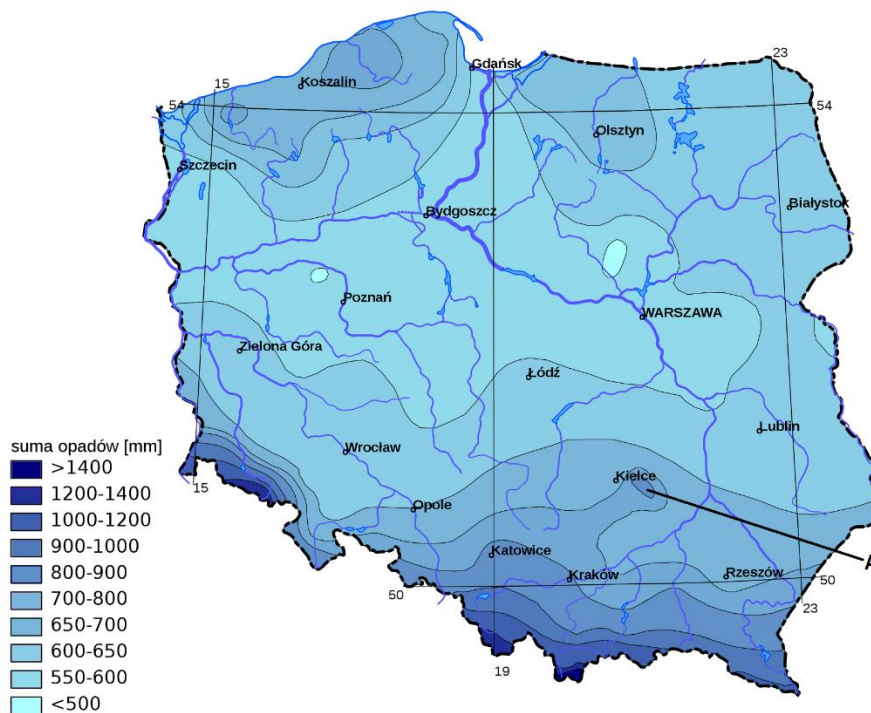 23
Gdańsk
15
Koszalin
54
54
Olsztyn
Szczecin
Białystok
Bydgoszcz
Poznań
WARSZAWA
Zielona Góra
Łódź
Lublin
suma opadów [mm]
Wrocław
>1400
Kielce
1200-1400
15
1000-1200
Opole
900-1000
Katowice
A
800-900
Kraków
Rzeszów
50
700-800
50
23
650-700
600-650
19
550-600
<500